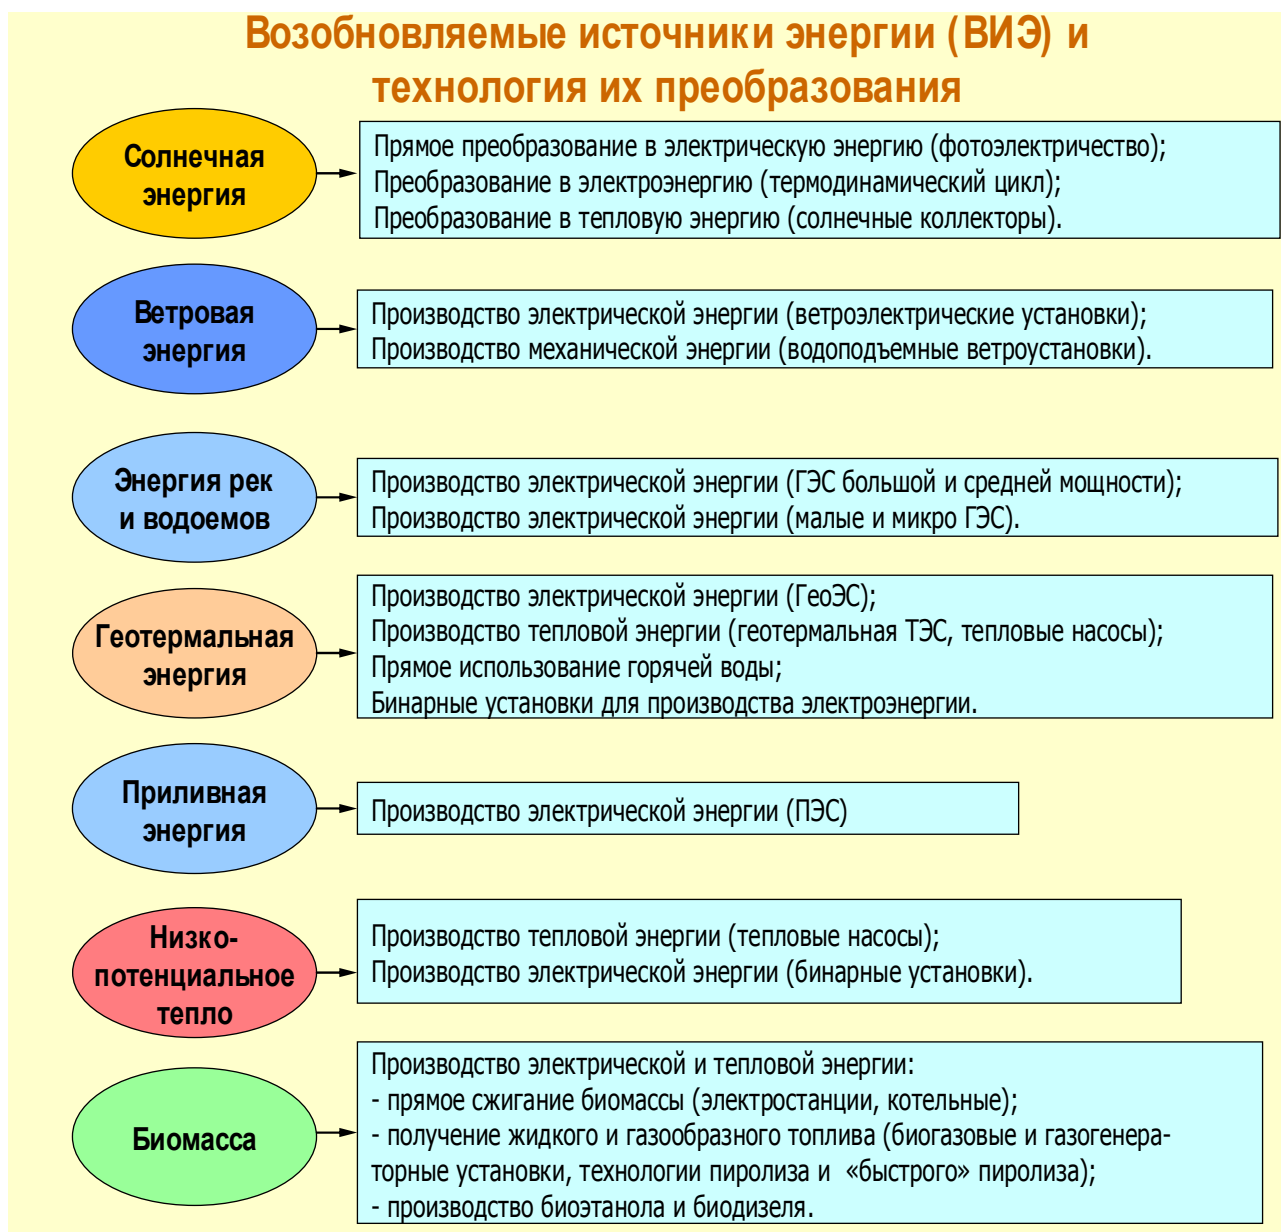 Возобновляемые источники энергии (ВИЭ) и
технология их преобразования
Солнечная
энергия
Прямое преобразование в электрическую энергию (фотоэлектричество);
Преобразование в электроэнергию (термодинамический цикл);
Преобразование в тепловую энергию (солнечные коллекторы).
Ветровая
энергия
Производство электрической энергии (ветроэлектрические установки);
Производство механической энергии (водоподъемные ветроустановки).
Энергия рек
и водоемов
Производство электрической энергии (ГЭС большой и средней мощности);
Производство электрической энергии (малые и микро ГЭС).
Геотермальная
энергия
Производство электрической энергии (ГеоЭС);
Производство тепловой энергии (геотермальная ТЭС, тепловые насосы);
Прямое использование горячей воды;
Бинарные установки для производства электроэнергии.
Приливная
энергия
Производство электрической энергии (ПЭС)
Низко-
потенциальное
тепло
Производство тепловой энергии (тепловые насосы);
Производство электрической энергии (бинарные установки).
Биомасса
Производство электрической и тепловой энергии:
- прямое сжигание биомассы (электростанции, котельные);
- получение жидкого и газообразного топлива (биогазовые и газогенера-
торные установки, технологии пиролиза и «быстрого» пиролиза);
- производство биоэтанола и биодизеля.